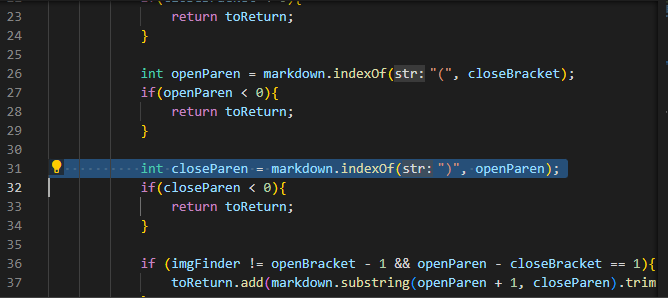 23 return toReturn;
24 }
25
26 int openParen = markdown.indexOf(str: "(", closeBracket);
27 if(openParen < 0){
28 return toReturn;
29 }
30
31 int closeParen = markdown.indexOf(str: ")", openParen);
32 if(closeParen < 0){
33 return toReturn;
34 }
35
36 if (imgFinder != openBracket - 1 && openParen - closeBracket == 1){
37 toReturn.add(markdown.substring(openParen + 1, closeParen).trim